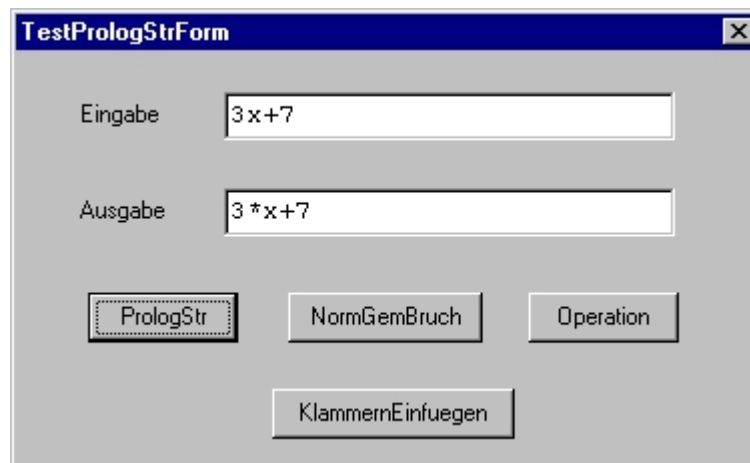 TestPrologStrForm
Eingabe 3x+7
Ausgabe 3*x+7
PrologStr NormGemBruch Operation
KlammernEinfuegen